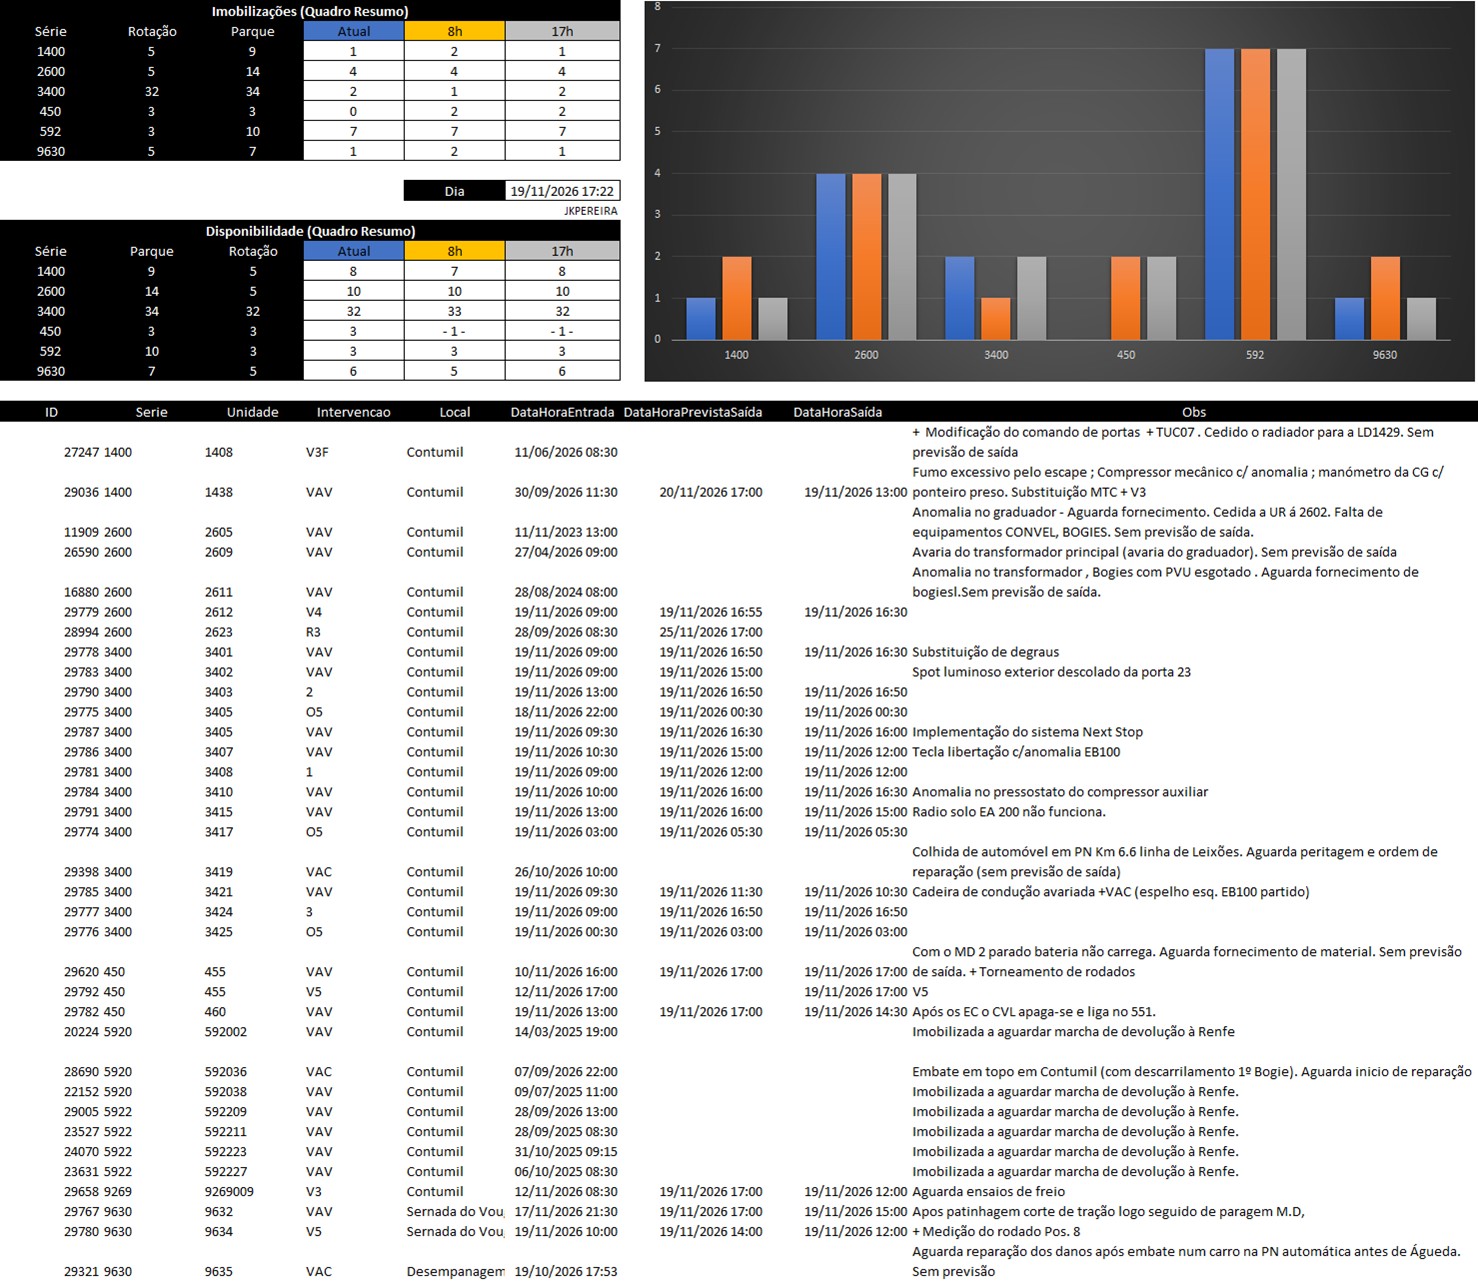 Imobilizações (Quadro Resumo)
Série Rotação Parque Atual 8h 17h
1400 5 9 1 2 1
2600 5 14 4 4 4
3400 32 34 2 1 2
450 3 3 0 2 2
592 3 10 7 7 7
9630 5 7 1 2 1
Dia 19/11/2026 17:22
JKPEREIRA
Disponibilidade (Quadro Resumo)
Série Parque Rotação Atual 8h 17h
1400 9 5 8 7 8
2600 14 5 10 10 10
3400 34 32 32 33 32
450 3 3 3 - 1 - - 1 -
592 10 3 3 3 3
9630 7 5 6 5 6
8
7
6
5
4
3
2
1
0
1400 2600 3400 450 592 9630
ID Serie Unidade Intervencao Local DataHoraEntrada DataHoraPrevistaSaída DataHoraSaída Obs
+ Modificação do comando de portas + TUC07 . Cedido o radiador para a LD1429. Sem
27247 1400 1408 V3F Contumil 11/06/2026 08:30 previsão de saída
Fumo excessivo pelo escape ; Compressor mecânico c/ anomalia ; manómetro da CG c/
29036 1400 1438 VAV Contumil 30/09/2026 11:30 20/11/2026 17:00 19/11/2026 13:00 ponteiro preso. Substituição MTC + V3
Anomalia no graduador - Aguarda fornecimento. Cedida a UR á 2602. Falta de
11909 2600 2605 VAV Contumil 11/11/2023 13:00 equipamentos CONVEL, BOGIES. Sem previsão de saída.
26590 2600 2609 VAV Contumil 27/04/2026 09:00 Avaria do transformador principal (avaria do graduador). Sem previsão de saída
Anomalia no transformador , Bogies com PVU esgotado . Aguarda fornecimento de
16880 2600 2611 VAV Contumil 28/08/2024 08:00 bogiesl.Sem previsão de saída.
29779 2600 2612 V4 Contumil 19/11/2026 09:00 19/11/2026 16:55 19/11/2026 16:30
28994 2600 2623 R3 Contumil 28/09/2026 08:30 25/11/2026 17:00
29778 3400 3401 VAV Contumil 19/11/2026 09:00 19/11/2026 16:50 19/11/2026 16:30 Substituição de degraus
29783 3400 3402 VAV Contumil 19/11/2026 09:00 19/11/2026 15:00 Spot luminoso exterior descolado da porta 23
29790 3400 3403 2 Contumil 19/11/2026 13:00 19/11/2026 16:50 19/11/2026 16:50
29775 3400 3405 O5 Contumil 18/11/2026 22:00 19/11/2026 00:30 19/11/2026 00:30
29787 3400 3405 VAV Contumil 19/11/2026 09:30 19/11/2026 16:30 19/11/2026 16:00 Implementação do sistema Next Stop
29786 3400 3407 VAV Contumil 19/11/2026 10:30 19/11/2026 15:00 19/11/2026 12:00 Tecla libertação c/anomalia EB100
29781 3400 3408 1 Contumil 19/11/2026 09:00 19/11/2026 12:00 19/11/2026 12:00
29784 3400 3410 VAV Contumil 19/11/2026 10:00 19/11/2026 16:00 19/11/2026 16:30 Anomalia no pressostato do compressor auxiliar
29791 3400 3415 VAV Contumil 19/11/2026 13:00 19/11/2026 16:00 19/11/2026 15:00 Radio solo EA 200 não funciona.
29774 3400 3417 O5 Contumil 19/11/2026 03:00 19/11/2026 05:30 19/11/2026 05:30
Colhida de automóvel em PN Km 6.6 linha de Leixões. Aguarda peritagem e ordem de
29398 3400 3419 VAC Contumil 26/10/2026 10:00 reparação (sem previsão de saída)
29785 3400 3421 VAV Contumil 19/11/2026 09:30 19/11/2026 11:30 19/11/2026 10:30 Cadeira de condução avariada +VAC (espelho esq. EB100 partido)
29777 3400 3424 3 Contumil 19/11/2026 09:00 19/11/2026 16:50 19/11/2026 16:50
29776 3400 3425 O5 Contumil 19/11/2026 00:30 19/11/2026 03:00 19/11/2026 03:00
Com o MD 2 parado bateria não carrega. Aguarda fornecimento de material. Sem previsão
29620 450 455 VAV Contumil 10/11/2026 16:00 19/11/2026 17:00 19/11/2026 17:00 de saída. + Torneamento de rodados
29792 450 455 V5 Contumil 12/11/2026 17:00 19/11/2026 17:00 V5
29782 450 460 VAV Contumil 19/11/2026 13:00 19/11/2026 17:00 19/11/2026 14:30 Após os EC o CVL apaga-se e liga no 551.
20224 5920 592002 VAV Contumil 14/03/2025 19:00 Imobilizada a aguardar marcha de devolução à Renfe
28690 5920 592036 VAC Contumil 07/09/2026 22:00 Embate em topo em Contumil (com descarrilamento 1º Bogie). Aguarda inicio de reparação
22152 5920 592038 VAV Contumil 09/07/2025 11:00 Imobilizada a aguardar marcha de devolução à Renfe.
29005 5922 592209 VAV Contumil 28/09/2026 13:00 Imobilizada a aguardar marcha de devolução à Renfe.
23527 5922 592211 VAV Contumil 28/09/2025 08:30 Imobilizada a aguardar marcha de devolução à Renfe.
24070 5922 592223 VAV Contumil 31/10/2025 09:15 Imobilizada a aguardar marcha de devolução à Renfe.
23631 5922 592227 VAV Contumil 06/10/2025 08:30 Imobilizada a aguardar marcha de devolução à Renfe.
29658 9269 9269009 V3 Contumil 12/11/2026 08:30 19/11/2026 17:00 19/11/2026 12:00 Aguarda ensaios de freio
29767 9630 9632 VAV Sernada do Vou 17/11/2026 21:30 19/11/2026 17:00 19/11/2026 15:00 Apos patinhagem corte de tração logo seguido de paragem M.D,
29780 9630 9634 V5 Sernada do Vou 19/11/2026 10:00 19/11/2026 14:00 19/11/2026 12:00 + Medição do rodado Pos. 8
Aguarda reparação dos danos após embate num carro na PN automática antes de Águeda.
29321 9630 9635 VAC Desempanagem 19/10/2026 17:53 Sem previsão